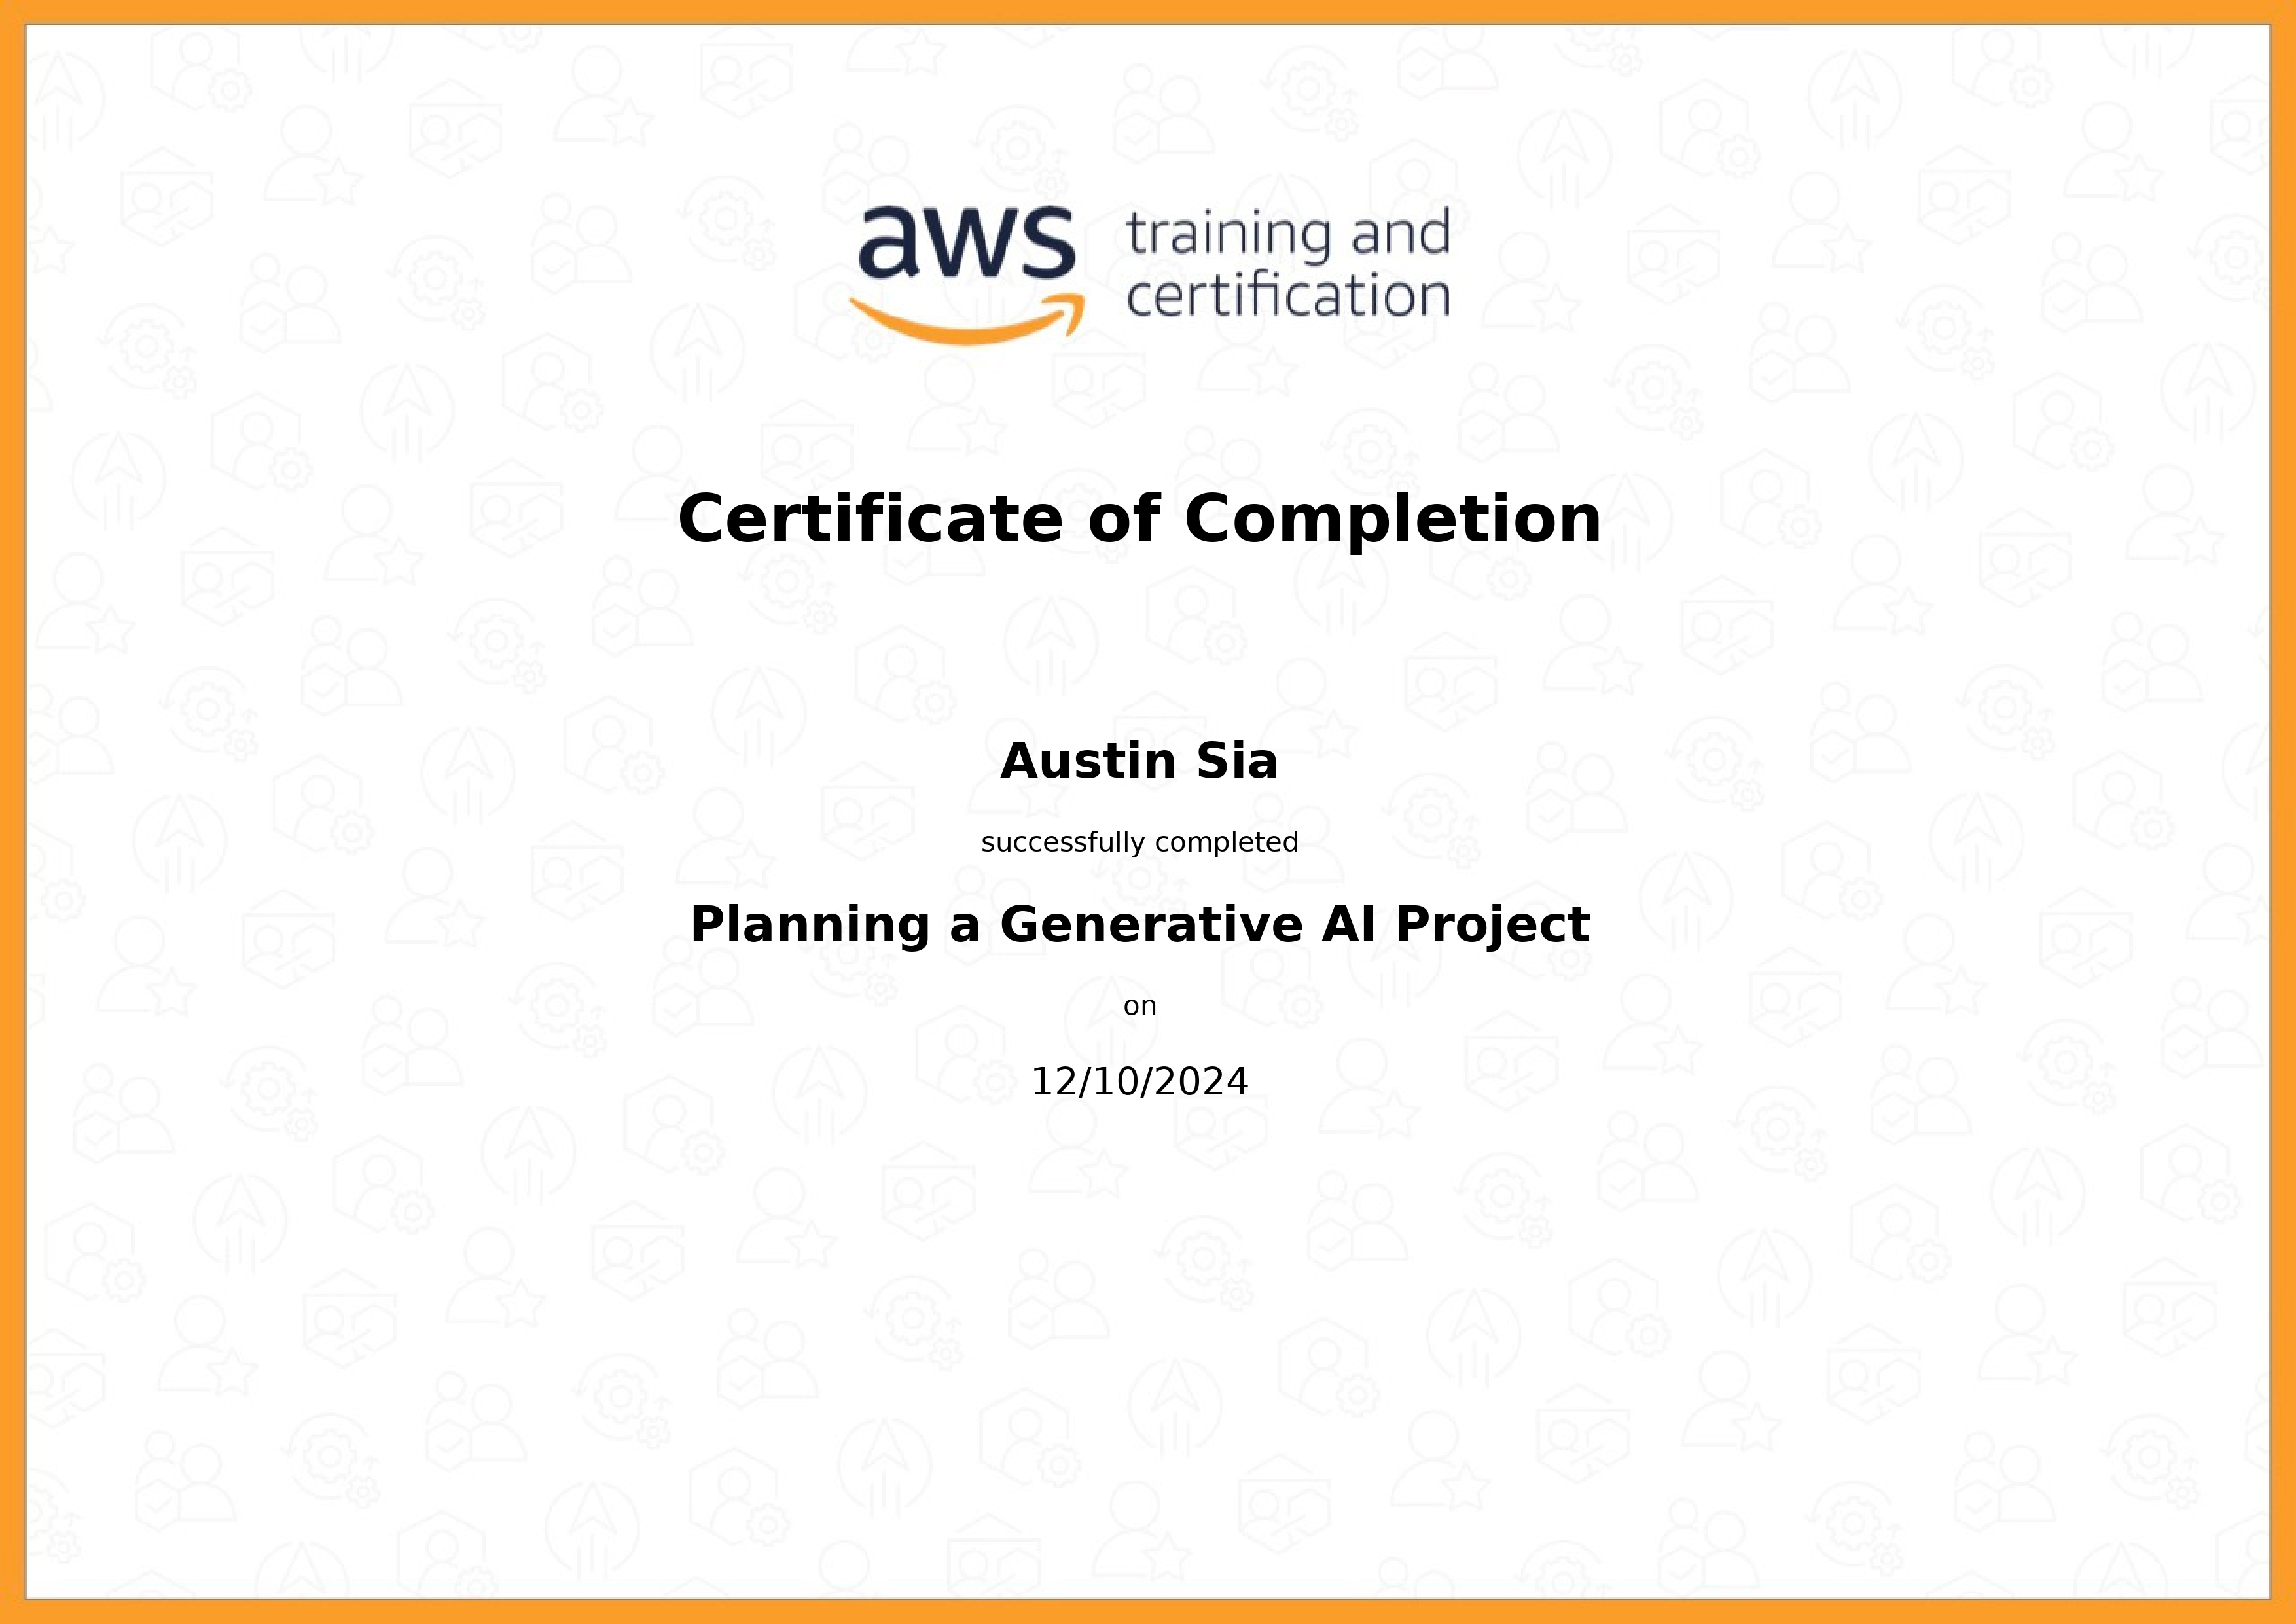 aws training and
certification
Certificate of Completion
Austin Sia
successfully completed
Planning a Generative AI Project
on
12/10/2024